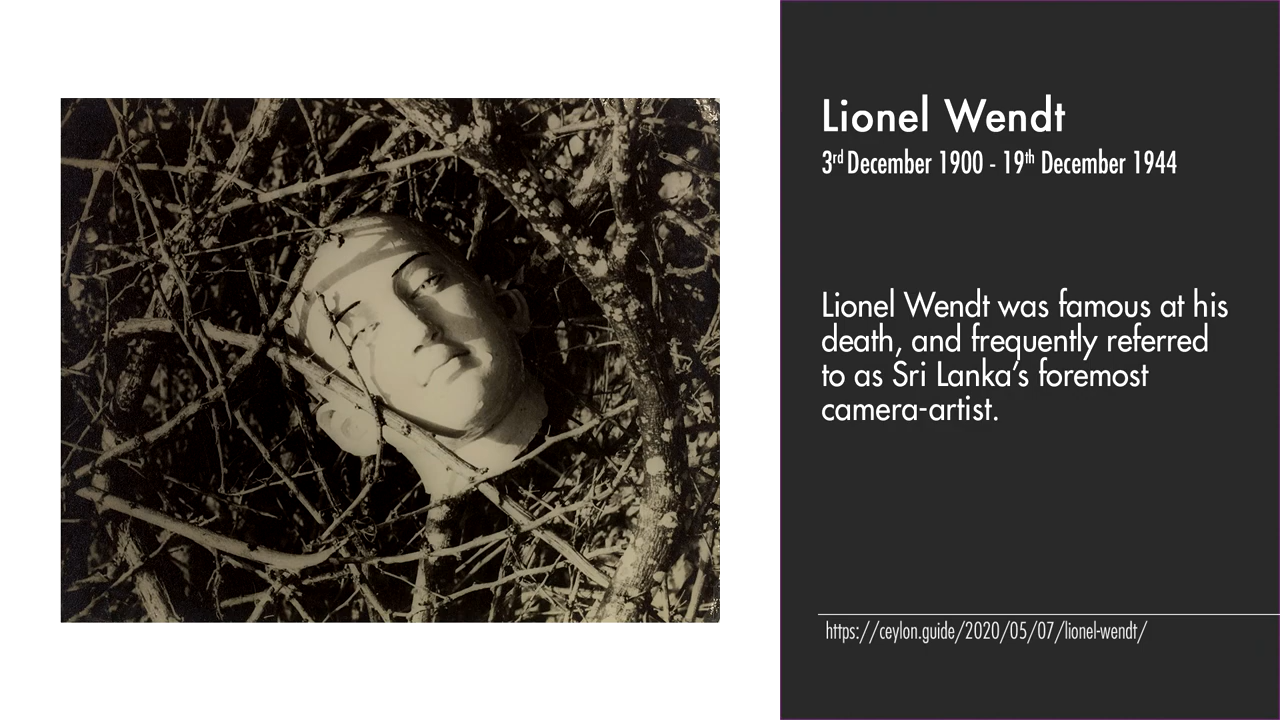 Lionel Wendt
3rd December 1900 - 19th December 1944
Lionel Wendt was famous at his
death, and frequently referred
to as Sri Lanka's foremost
camera-artist.
https://ceylon.guide/2020/05/07/lionel-wendt/